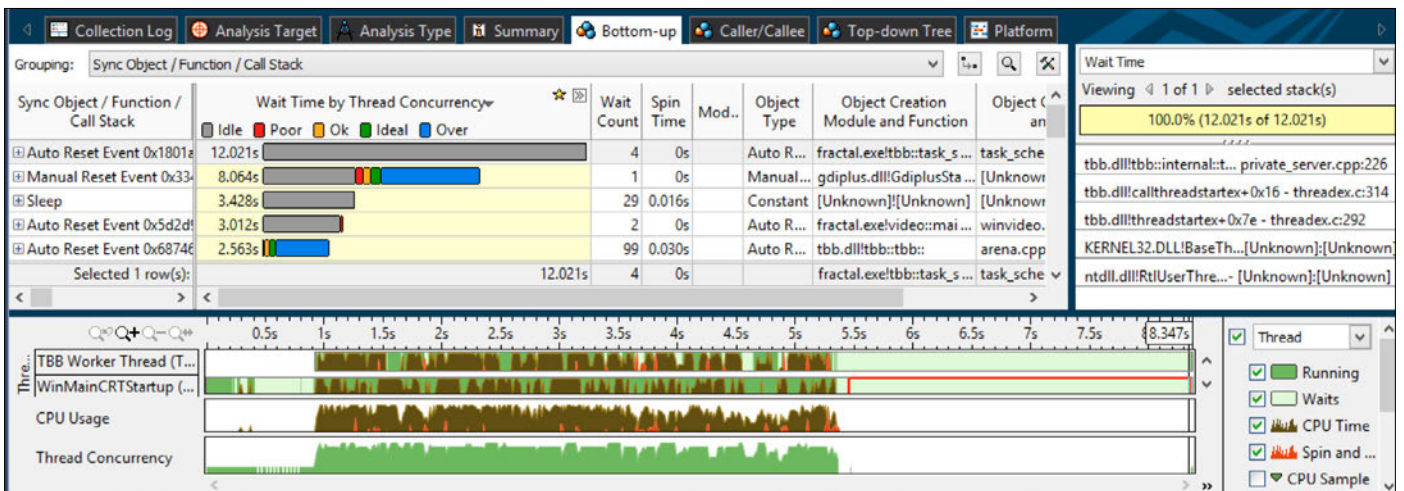 Collection Log Analysis Target Analysis Type Summary Bottom-up Caller/Callee Top-down Tree Platform
Grouping: Sync Object / Function / Call Stack
Sync Object / Function / Call Stack
Wait Time by Thread Concurrency
Idle Poor Ok Ideal Over
Wait Count
Spin Time
Mod..
Object Type
Object Creation Module and Function
Object
Auto Reset Event 0x1801a 12.021s 4 0s Auto R... fractal.exe!tbb::task_s... task_sche
Manual Reset Event 0x334 8.064s 1 0s Manual... gdiplus.dll!GdiplusSta... [Unknown
Sleep 3.428s 29 0.016s Constant [Unknown]![Unknown] [Unknown
Auto Reset Event 0x5d2d9 3.012s 2 0s Auto R... fractal.exe!video::mai... winvideo.
Auto Reset Event 0x68746 2.563s 99 0.030s Auto R... tbb.dll!tbb::tbb:: arena.cpp
Selected 1 row(s): 12.021s 4 0s fractal.exe!tbb::task_s... task_sche
Wait Time
Viewing 1 of 1 selected stack(s)
100.0% (12.021s of 12.021s)
tbb.dll!tbb::internal::t... private_server.cpp:226
tbb.dll!callthreadstartex+0x16 - threadex.c:314
tbb.dll!threadstartex+0x7e - threadex.c:292
KERNEL32.DLL!BaseTh...[Unknown]:[Unknown]
ntdll.dll!RtlUserThre...- [Unknown]:[Unknown]
0.5s 1s 1.5s 2s 2.5s 3s 3.5s 4s 4.5s 5s 5.5s 6s 6.5s 7s 7.5s 8.347s
Thre...
TBB Worker Thread (T...
WinMainCRTStartup (...
CPU Usage
Thread Concurrency
Thread
Running
Waits
CPU Time
Spin and ...
CPU Sample